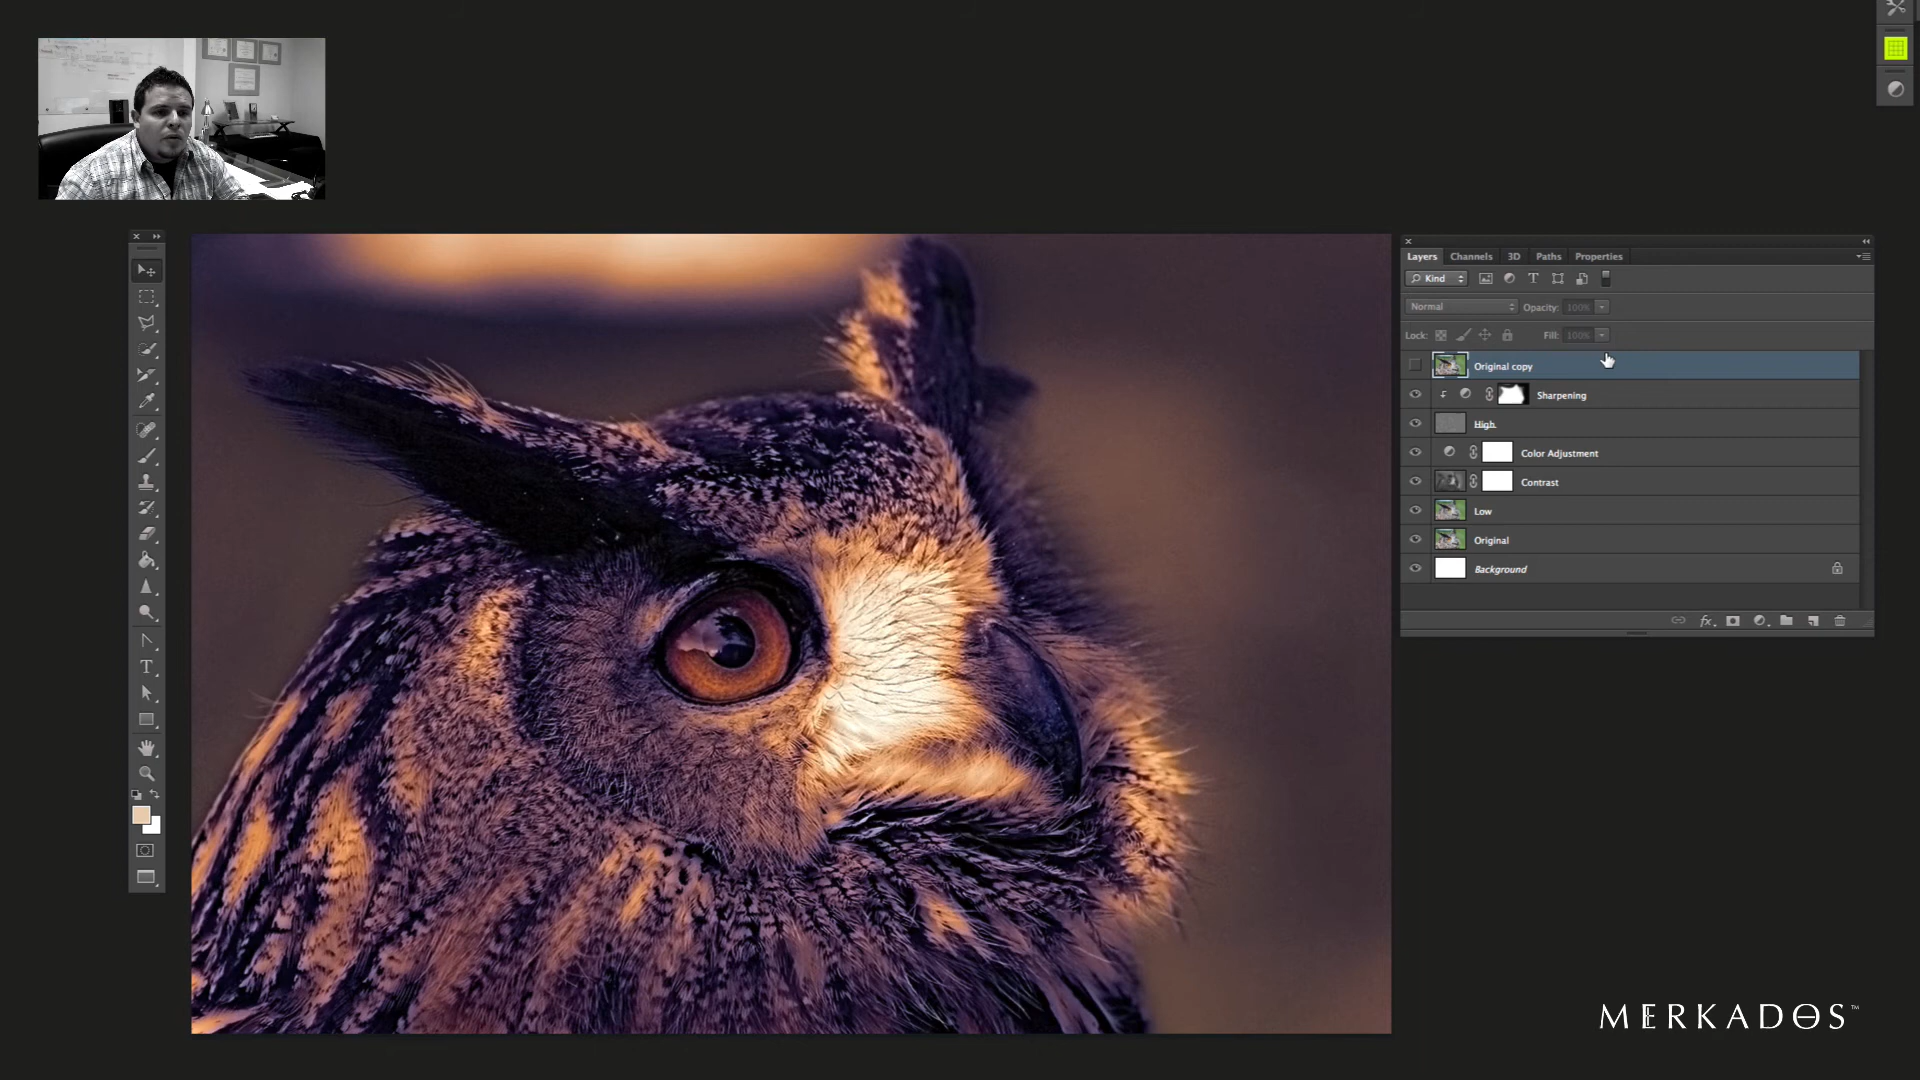 Layers Channels 3D Paths Properties
Kind
Normal Opacity: 100%
Lock: Fill: 100%
Original copy
Sharpening
High
Color Adjustment
Contrast
Low
Original
Background
MERKADOS™